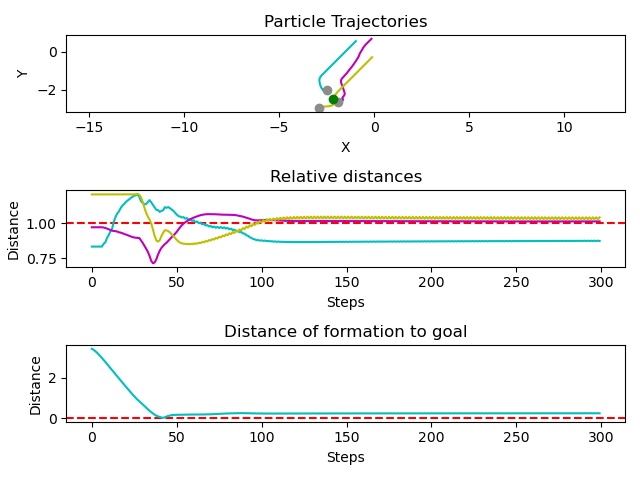 Particle Trajectories
0
−2
Y
−15
−10
−5
0
5
10
X
Relative distances
1.00
0.75
Distance
0
50
100
150
200
250
300
Steps
Distance of formation to goal
2
0
Distance
0
50
100
150
200
250
300
Steps